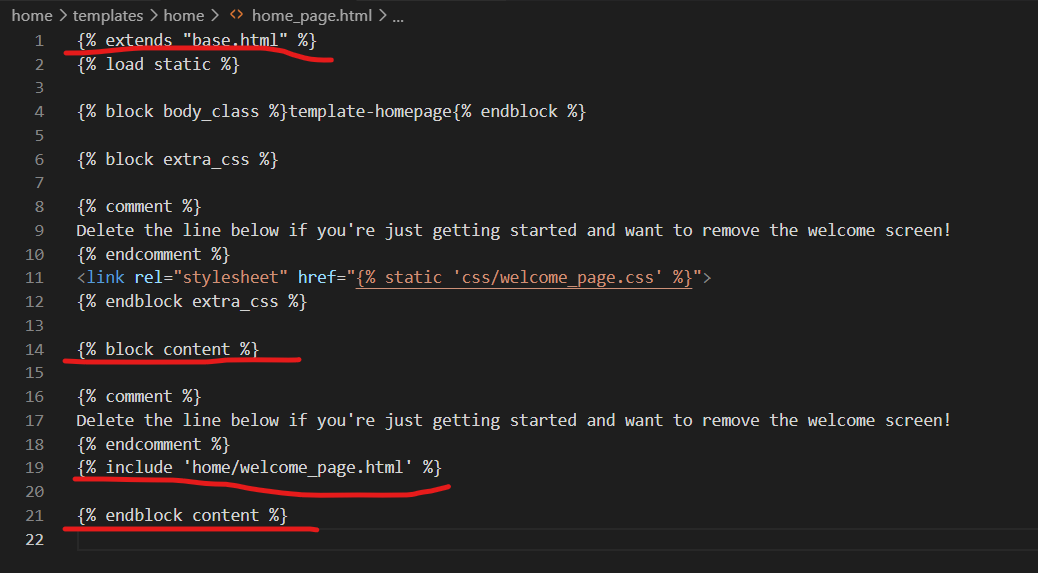 home > templates > home > <> home_page.html > ...
1 {% extends "base.html" %}
2 {% load static %}
3
4 {% block body_class %}template-homepage{% endblock %}
5
6 {% block extra_css %}
7
8 {% comment %}
9 Delete the line below if you're just getting started and want to remove the welcome screen!
10 {% endcomment %}
11 <link rel="stylesheet" href="{% static 'css/welcome_page.css' %}">
12 {% endblock extra_css %}
13
14 {% block content %}
15
16 {% comment %}
17 Delete the line below if you're just getting started and want to remove the welcome screen!
18 {% endcomment %}
19 {% include 'home/welcome_page.html' %}
20
21 {% endblock content %}
22